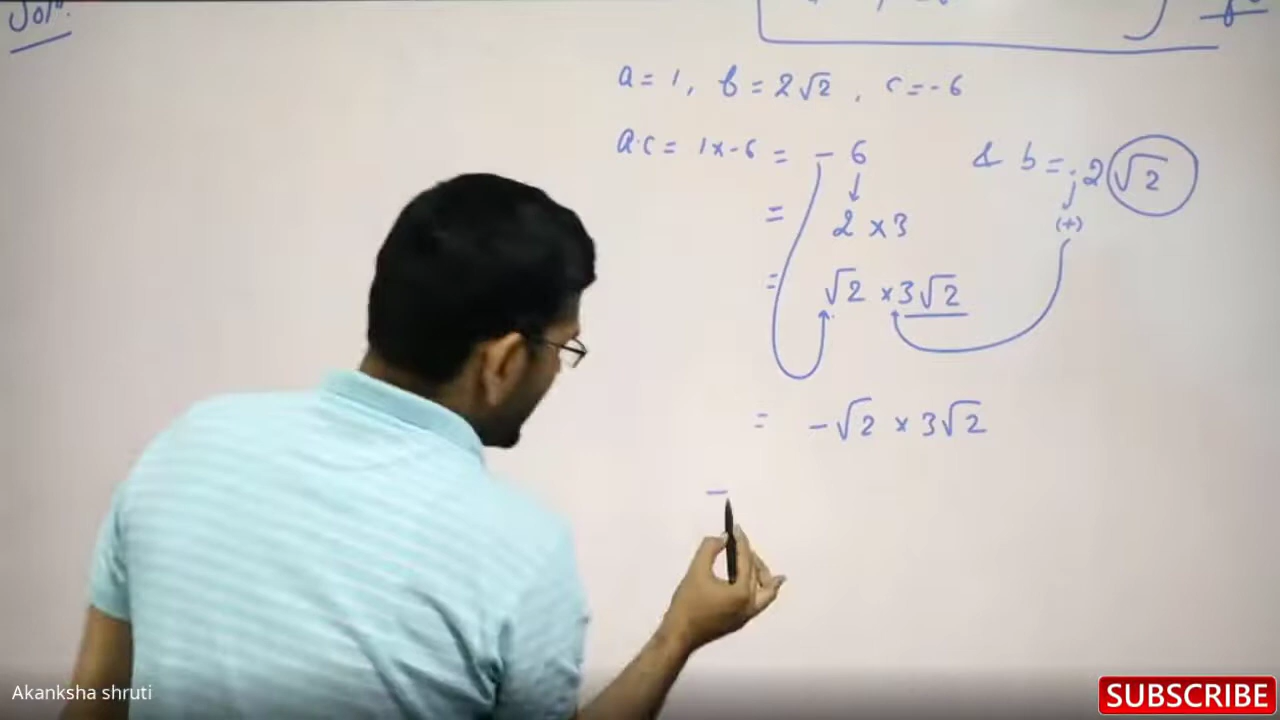 Soln.
a = 1, b = 2√2, c = -6
a·c = 1x-6 = - 6 & b = 2√2
= 2 × 3 (+)
= √2 × 3√2
= -√2 × 3√2
Akanksha shruti
SUBSCRIBE